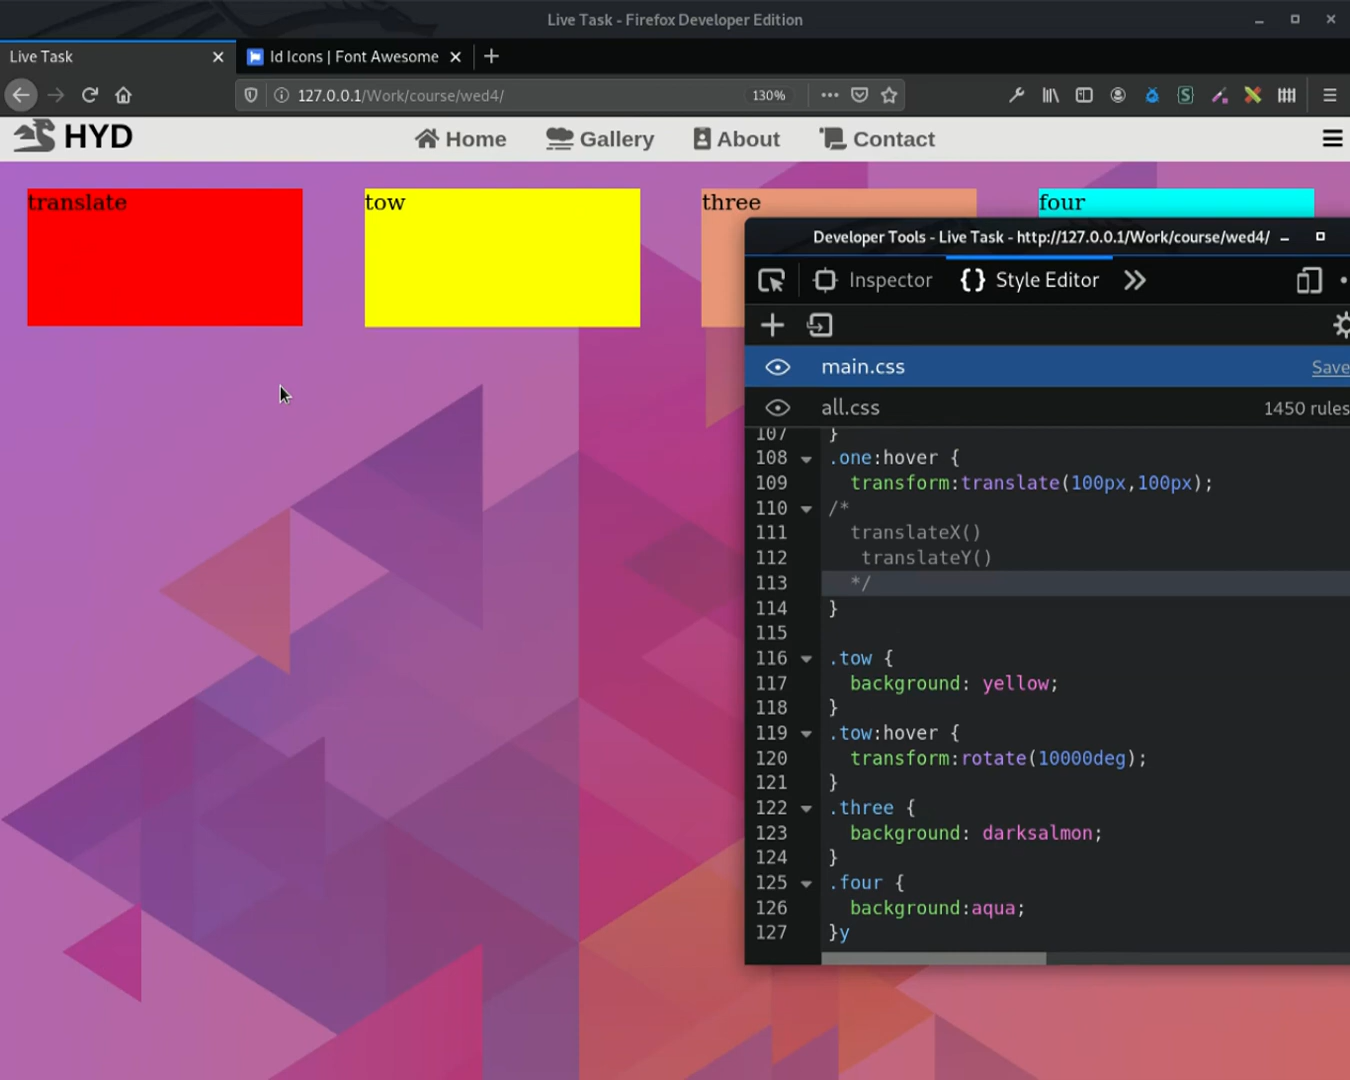 Live Task - Firefox Developer Edition
Live Task
Id Icons | Font Awesome
127.0.0.1/Work/course/wed4/
130%
HYD
Home
Gallery
About
Contact
translate
tow
three
four
Developer Tools - Live Task - http://127.0.0.1/Work/course/wed4/
Inspector
{} Style Editor
main.css
Save
all.css
1450 rules
107 }
108 .one:hover {
109 transform:translate(100px,100px);
110 /*
111 translateX()
112 translateY()
113 */
114 }
115
116 .tow {
117 background: yellow;
118 }
119 .tow:hover {
120 transform:rotate(10000deg);
121 }
122 .three {
123 background: darksalmon;
124 }
125 .four {
126 background:aqua;
127 }y